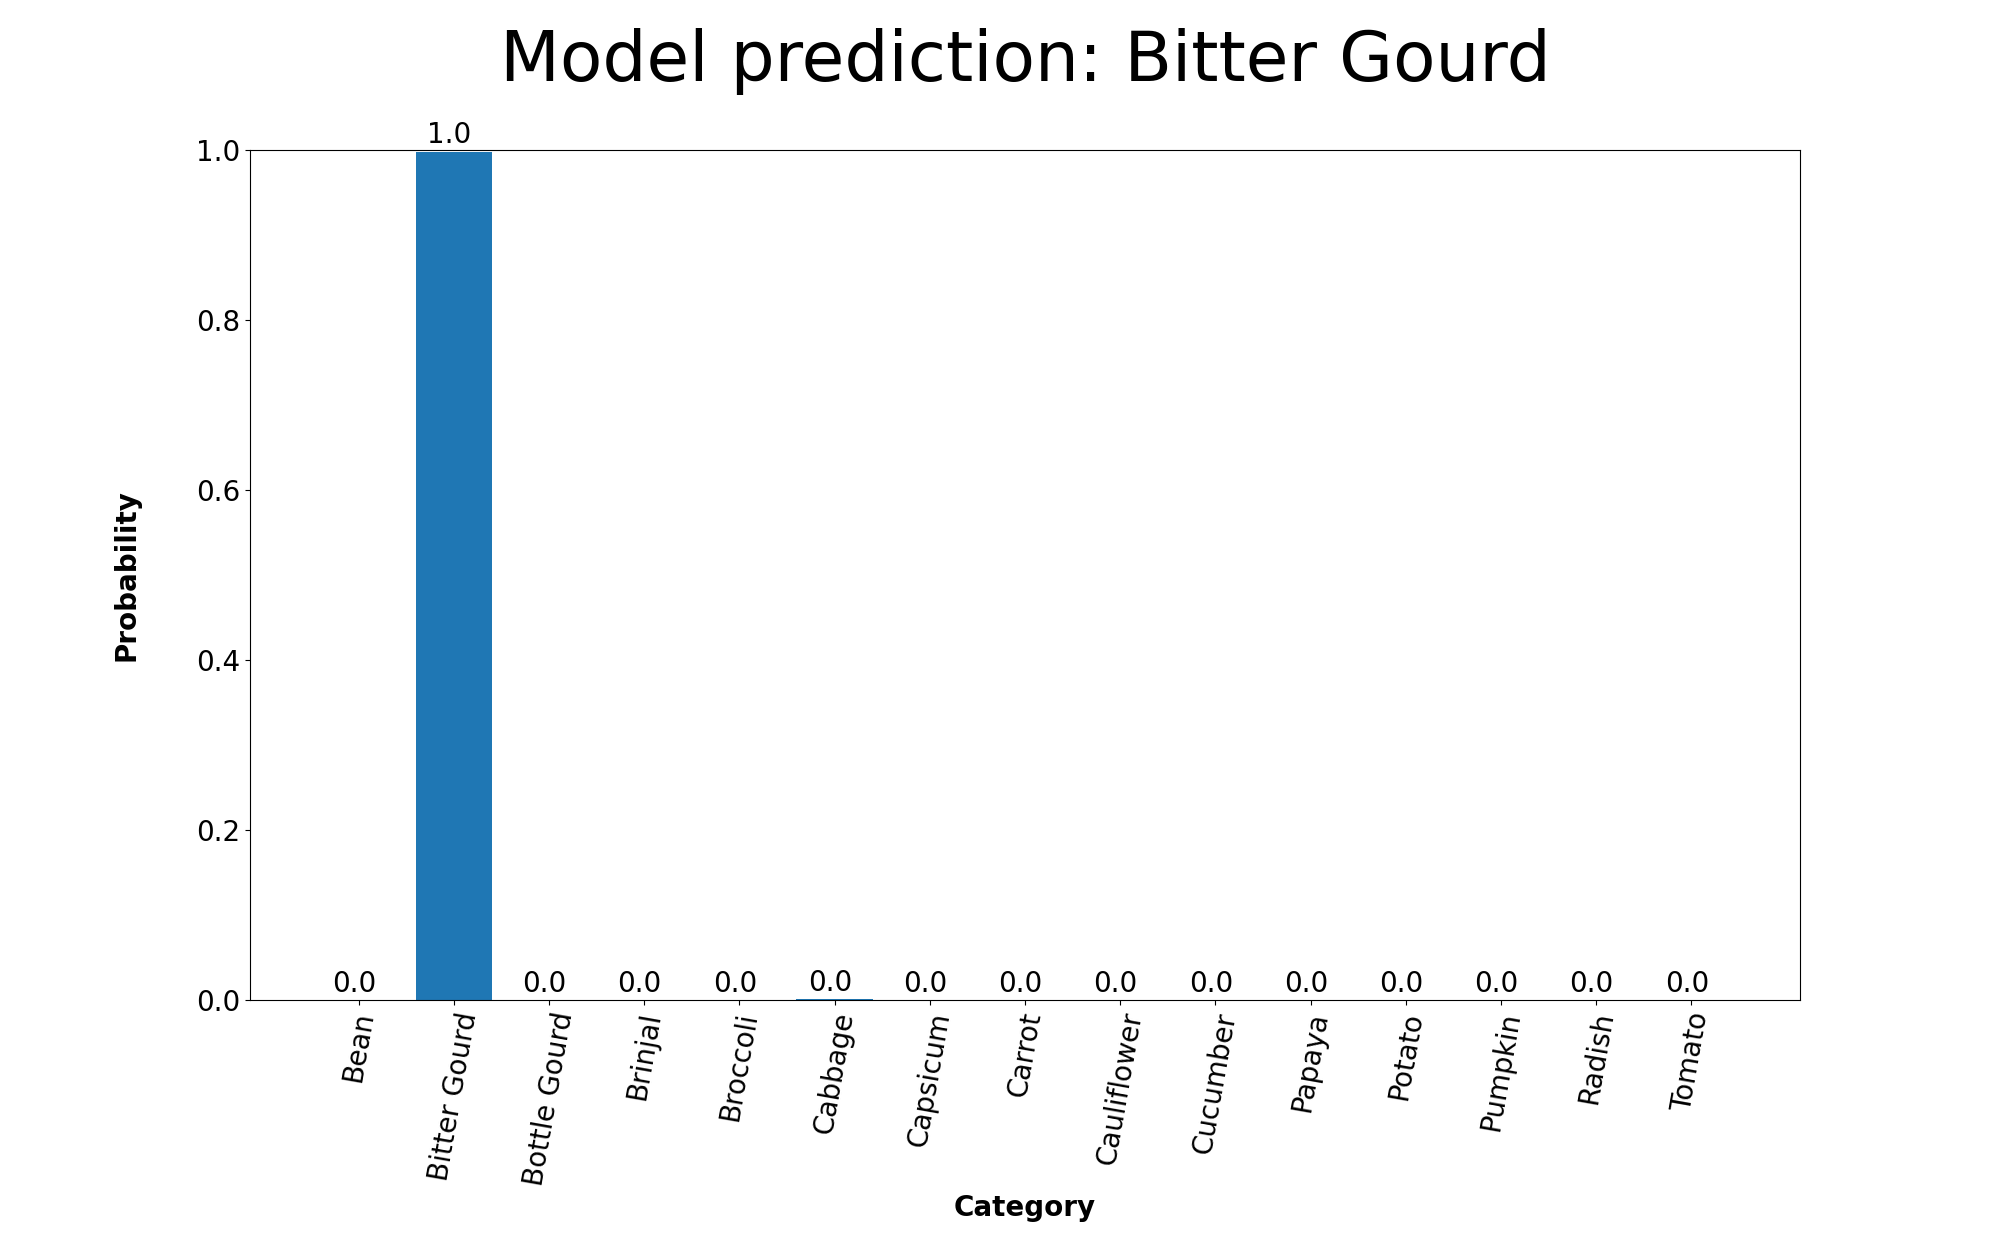 Model prediction: Bitter Gourd
1.0
1.0
0.8
0.6
0.4
0.2
0.0
Probability
0.0 0.0 0.0 0.0 0.0 0.0 0.0 0.0 0.0 0.0 0.0 0.0 0.0 0.0
Bean
Bitter Gourd
Bottle Gourd
Brinjal
Broccoli
Cabbage
Capsicum
Carrot
Cauliflower
Cucumber
Papaya
Potato
Pumpkin
Radish
Tomato
Category